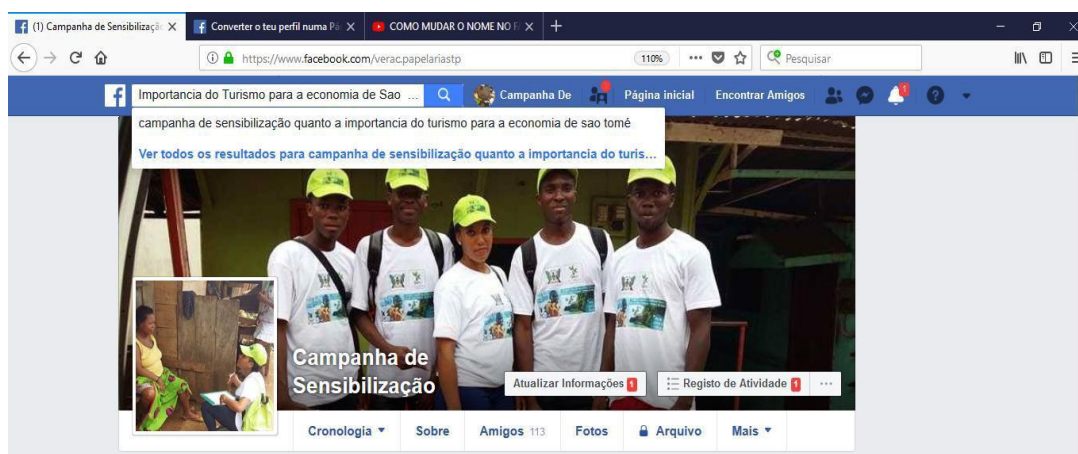 (1) Campanha de Sensibilizaçã
Converter o teu perfil numa Pá
COMO MUDAR O NOME NO F
https://www.facebook.com/verac.papelariastp
110%
Pesquisar
Importancia do Turismo para a economia de Sao ...
Campanha De
Página inicial
Encontrar Amigos
1
campanha de sensibilização quanto a importancia do turismo para a economia de sao tomé
Ver todos os resultados para campanha de sensibilização quanto a importancia do turis...
Campanha de
Sensibilização
Atualizar Informações 1
Registo de Atividade 1
Cronologia
Sobre
Amigos 113
Fotos
Arquivo
Mais